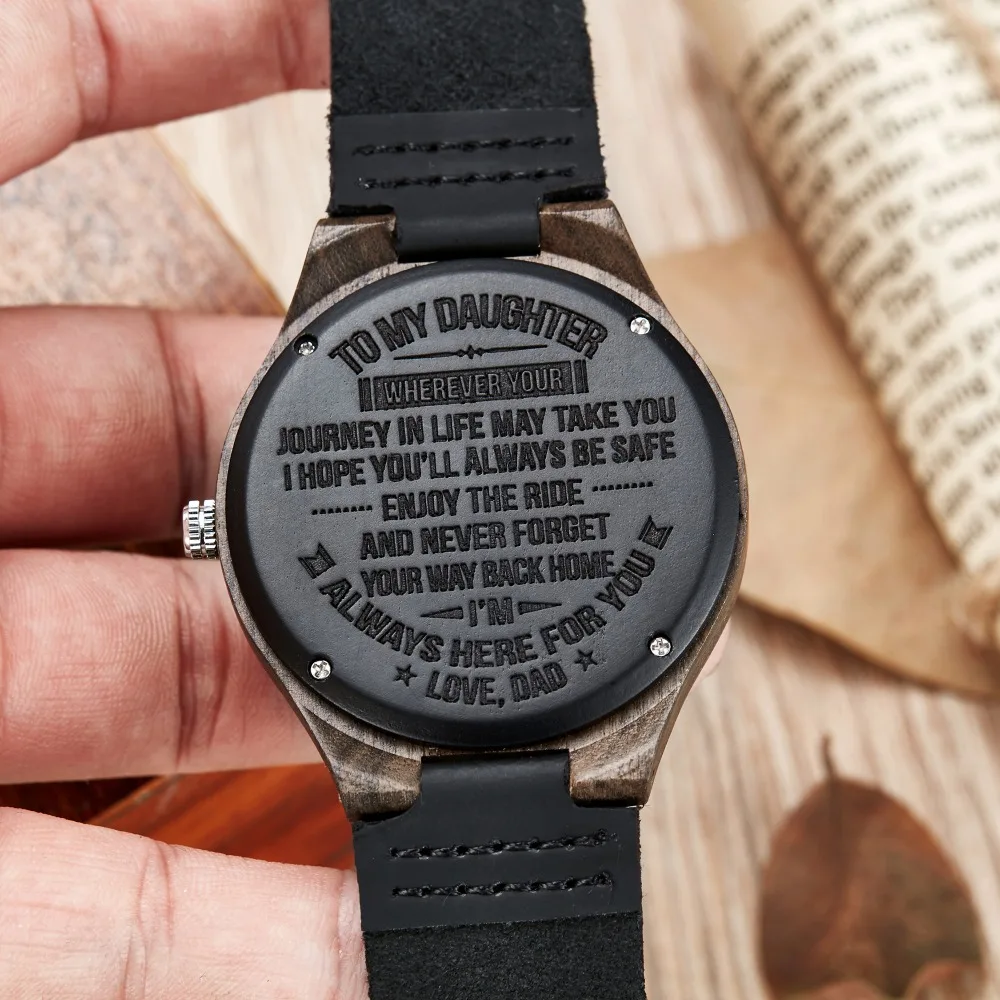 TO MY DAUGHTER
WHEREVER YOUR
JOURNEY IN LIFE MAY TAKE YOU
I HOPE YOU'LL ALWAYS BE SAFE
ENJOY THE RIDE
AND NEVER FORGET
YOUR WAY BACK HOME
I'M
ALWAYS HERE FOR YOU
LOVE, DAD